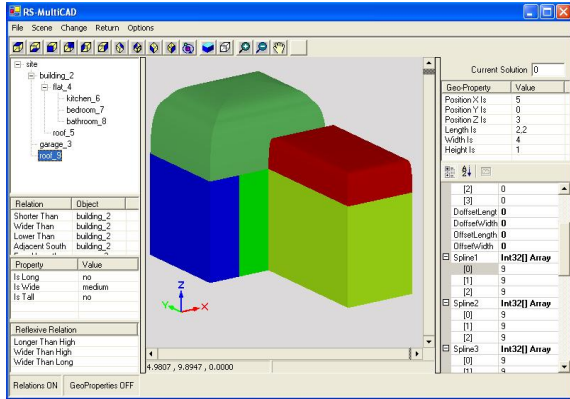 RS-MultiCAD
File Scene Change Return Options
site
building_2
flat_4
kitchen_6
bedroom_7
bathroom_8
roof_5
garage_3
roof_9
Relation Object
Shorter Than building_2
Wider Than building_2
Lower Than building_2
Adjacent South building_2
Property Value
Is Long no
Is Wide medium
Is Tall no
Reflexive Relation
Longer Than High
Wider Than High
Wider Than Long
Relations ON GeoProperties OFF
Z
Y X
4.9807 , 9.8947, 0.0000
Current Solution 0
Geo-Property Value
Position X Is 5
Position Y Is 0
Position Z Is 3
Length Is 2,2
Width Is 4
Height Is 1
[2] 0
[3] 0
DoffsetLengt 0
DoffsetWidth 0
OffsetLength 0
OffsetWidth 0
Spline1 Int32[] Array
[0] 9
[1] 9
[2] 9
Spline2 Int32[] Array
[0] 9
[1] 9
[2] 9
Spline3 Int32[] Array
[0] 9
[1] 9